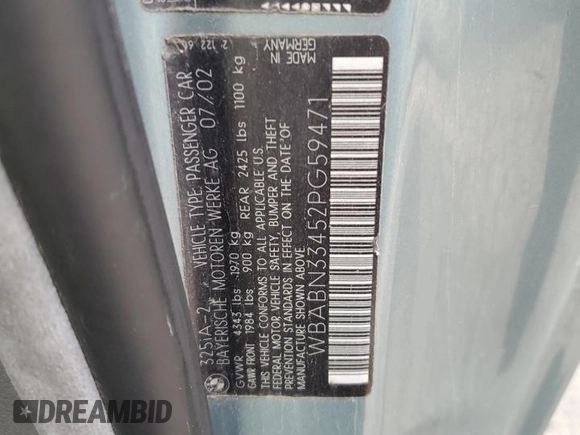 325iA-2 VEHICLE TYPE: PASSENGER CAR
BAYERISCHE MOTOREN WERKE AG 07/02
GVWR 4343 lbs 1970 kg
GAWR FRONT 1984 lbs 900 kg REAR 2425 lbs 1100 kg
THIS VEHICLE CONFORMS TO ALL APPLICABLE U.S.
FEDERAL MOTOR VEHICLE SAFETY, BUMPER AND THEFT
PREVENTION STANDARDS IN EFFECT ON THE DATE OF
MANUFACTURE SHOWN ABOVE.
WBABN33452PG59471
MADE IN
GERMANY
DREAMBID